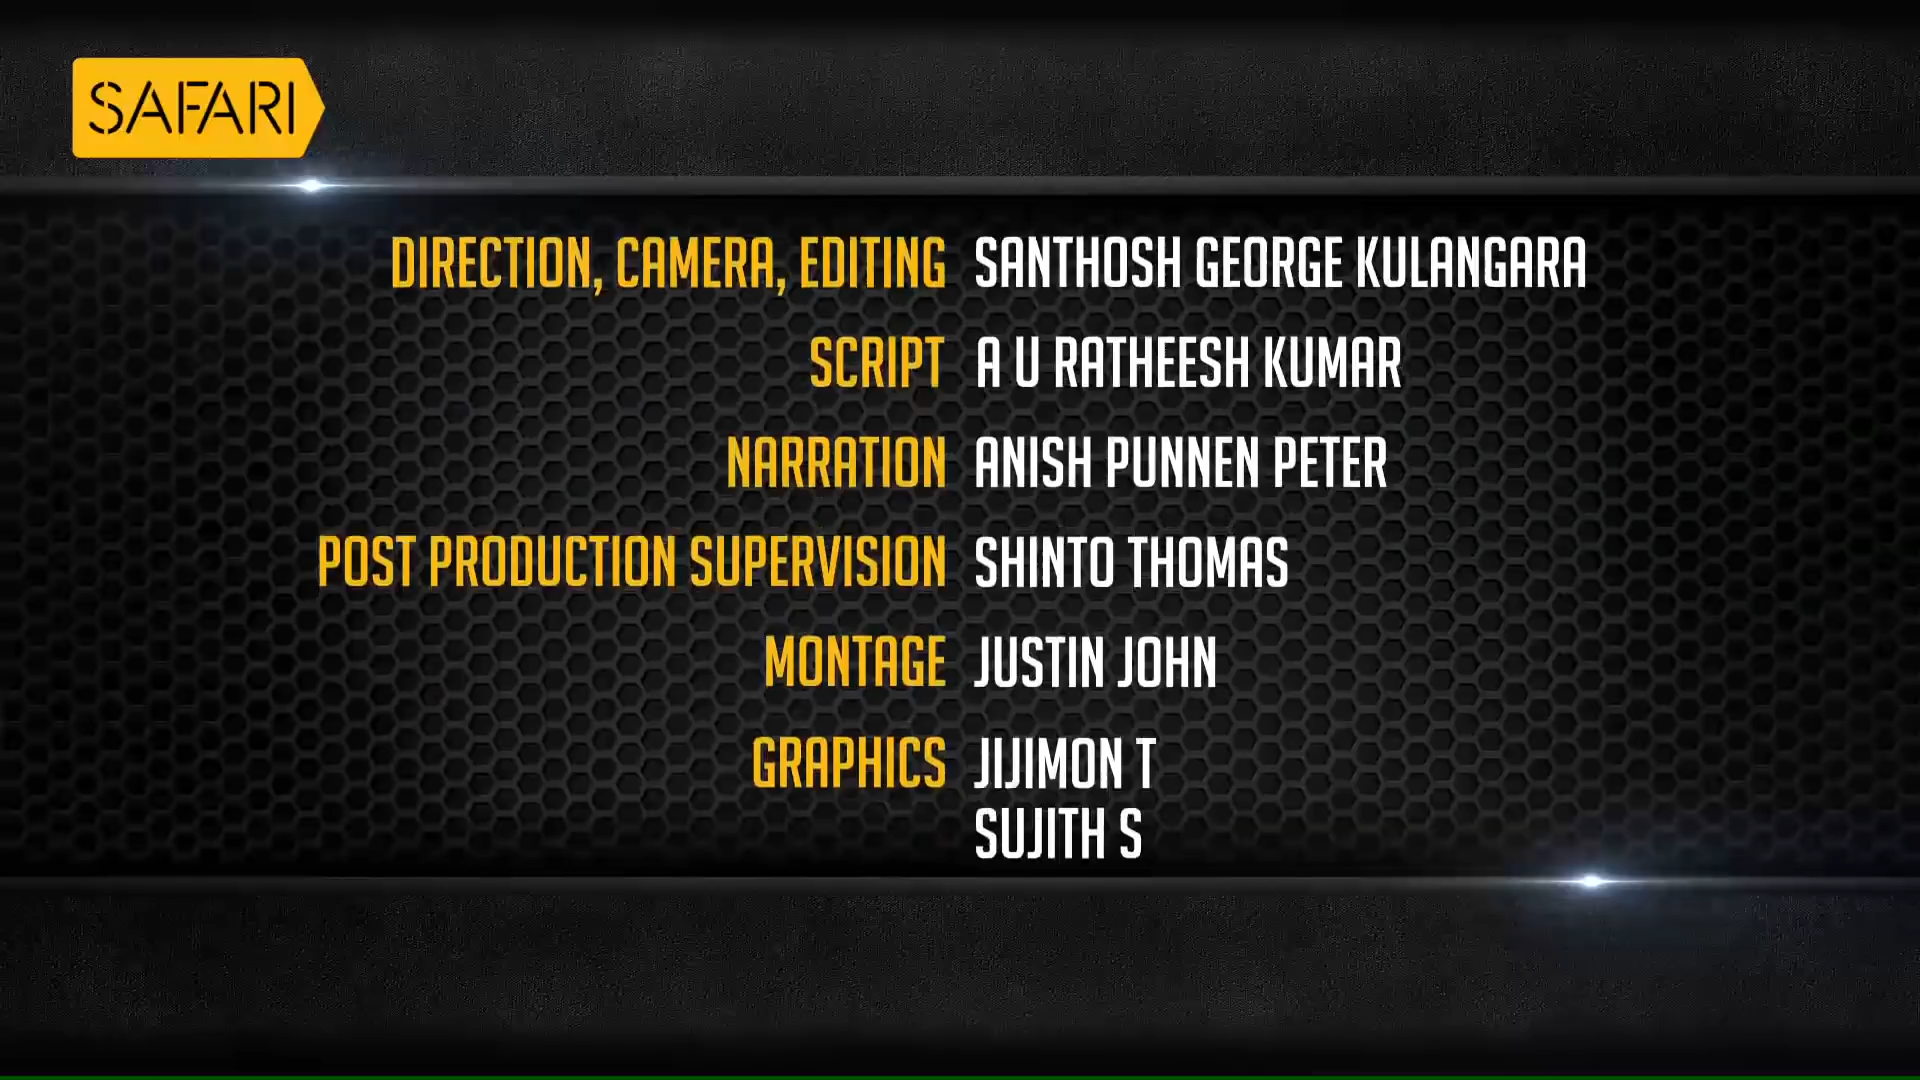 SAFARI
DIRECTION, CAMERA, EDITING SANTHOSH GEORGE KULANGARA
SCRIPT A U RATHEESH KUMAR
NARRATION ANISH PUNNEN PETER
POST PRODUCTION SUPERVISION SHINTO THOMAS
MONTAGE JUSTIN JOHN
GRAPHICS JIJIMON T
SUJITH S